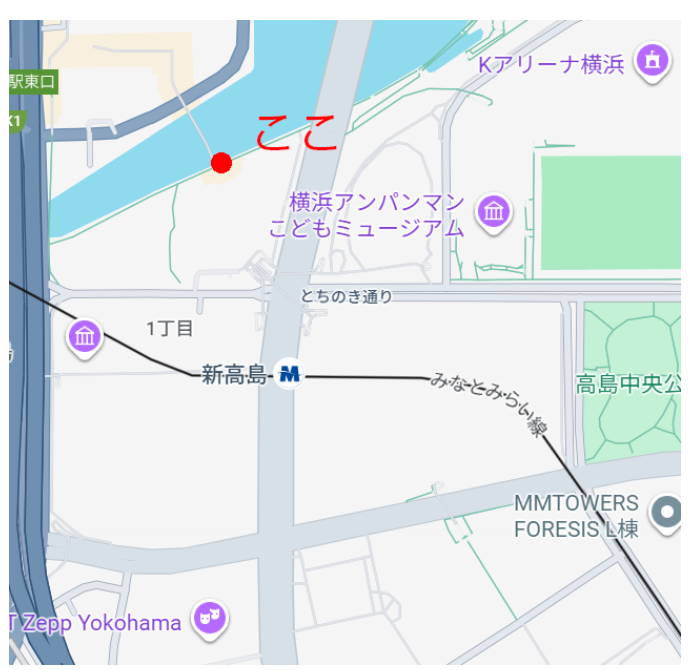 Kアリーナ横浜
駅東口
K1
ここ
横浜アンパンマン
こどもミュージアム
とちのき通り
1丁目
新高島
みなとみらい線
高島中央公
MMTOWERS
FORESIS L棟
T Zepp Yokohama